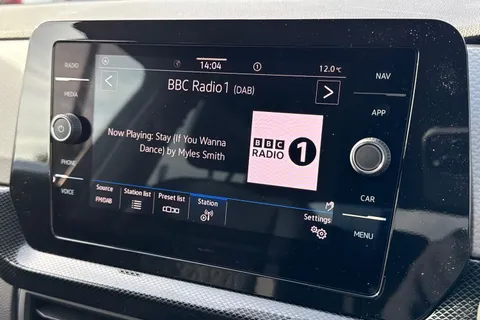 RADIO
MEDIA
PHONE
VOICE
14:04
1
12.0°C
BBC Radio1 (DAB)
Now Playing: Stay (If You Wanna
Dance) by Myles Smith
BBC
RADIO
1
Source
FM/DAB
Station list
Preset list
Station
Settings
NAV
APP
CAR
MENU